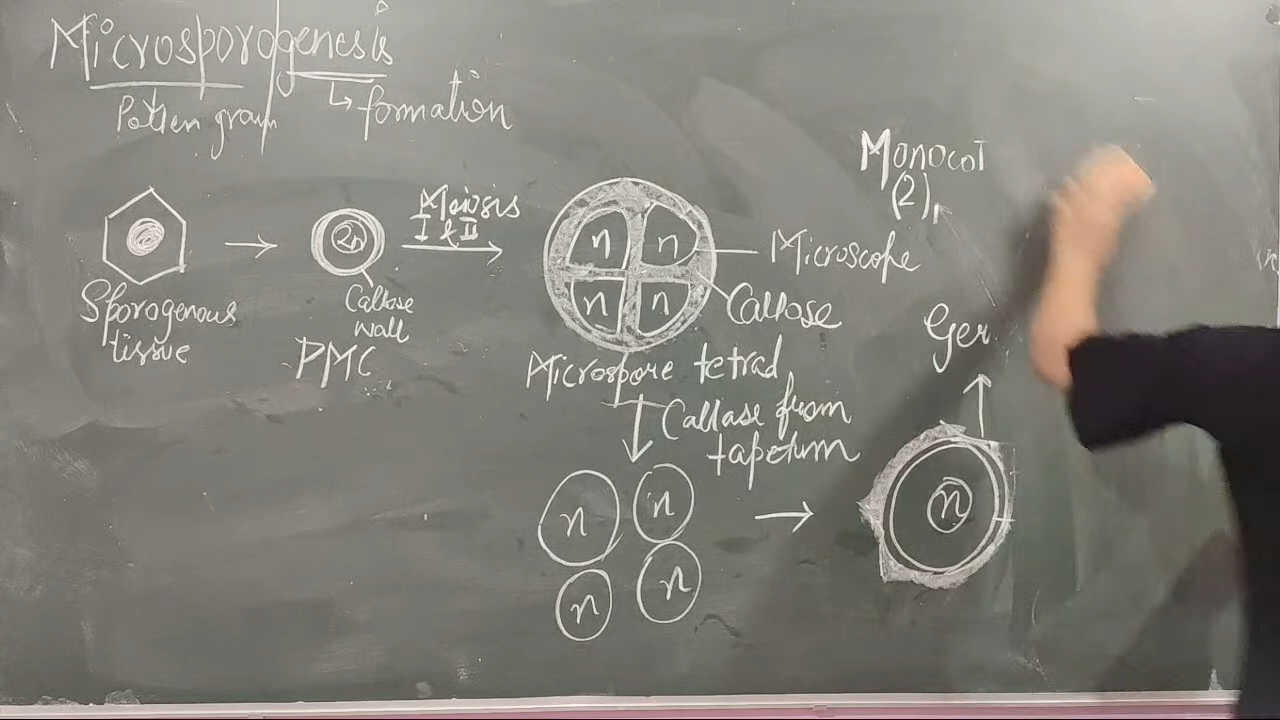 Microsporogenesis
Pollen grain
formation
Monocot
(2)
Meiosis
I & II
2n
n n
n n
Microscope
Callose
Sporogenous
tissue
Callose
wall
PMC
Ger
Microspore tetrad
Callase from
tapetum
n n
n n
n